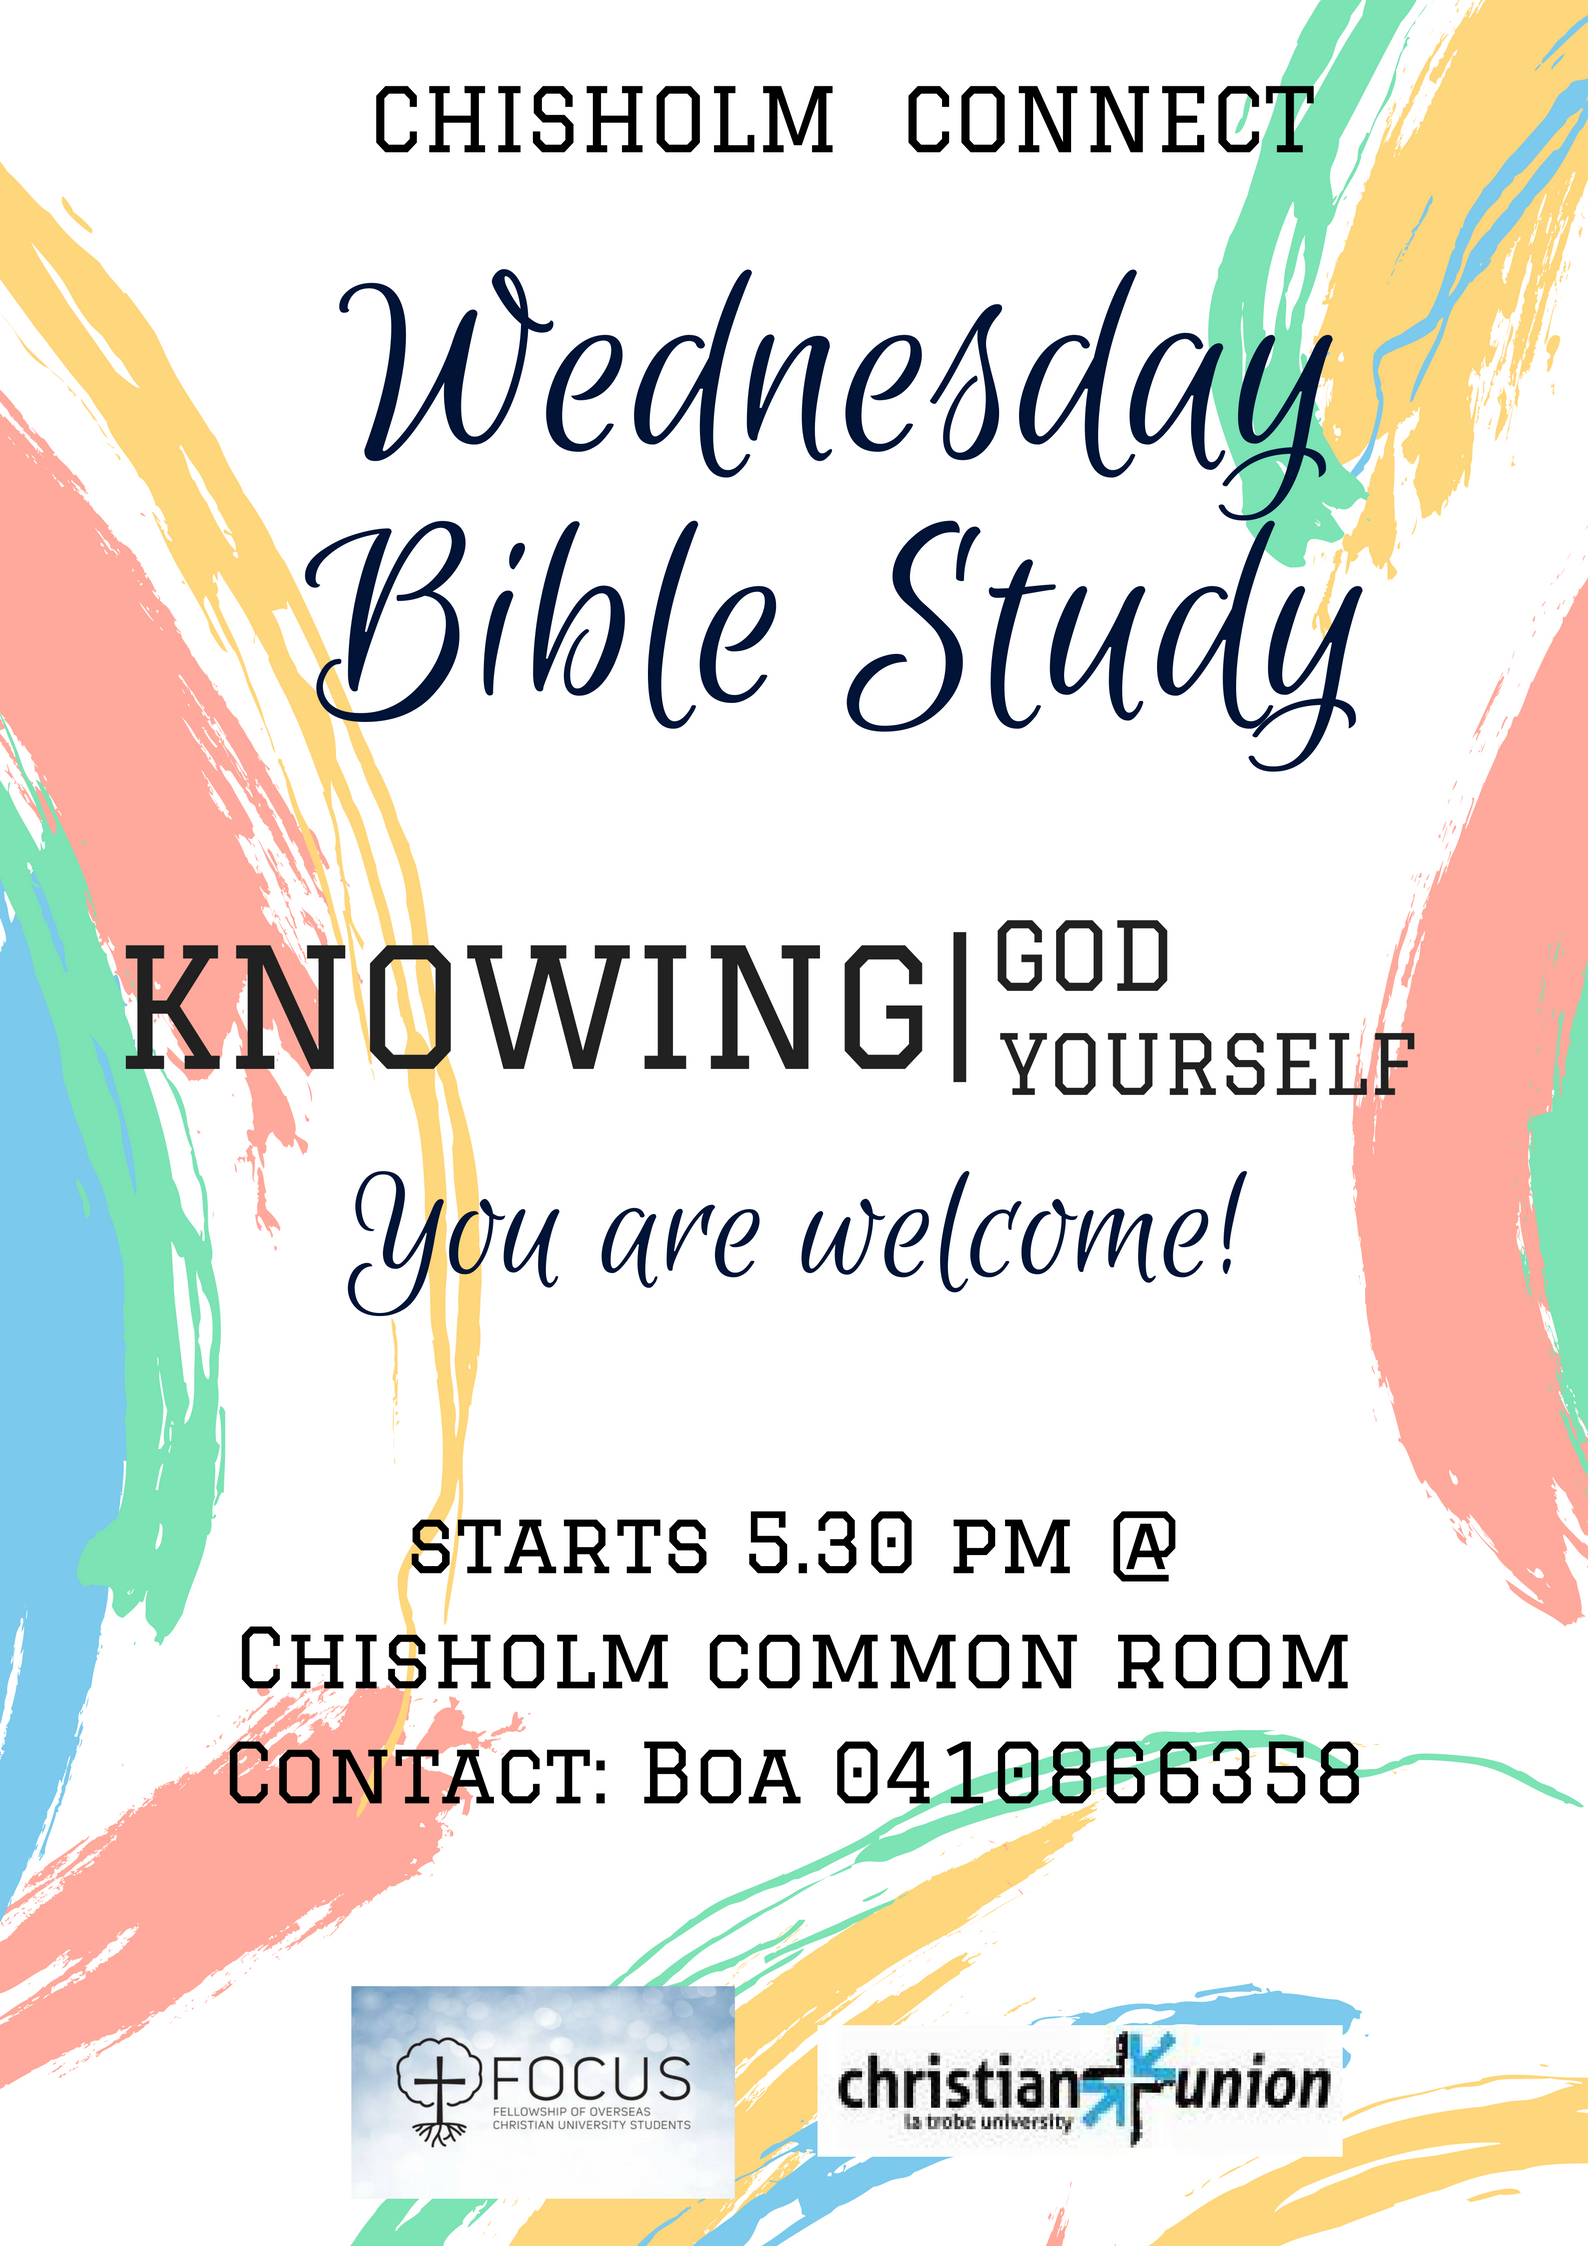 CHISHOLM CONNECT
Wednesday
Bible Study
KNOWING|
GOD
YOURSELF
You are welcome!
STARTS 5.30 PM @
CHISHOLM COMMON ROOM
CONTACT: BOA 0410866358
FOCUS
FELLOWSHIP OF OVERSEAS
CHRISTIAN UNIVERSITY STUDENTS
christian union
la trobe university